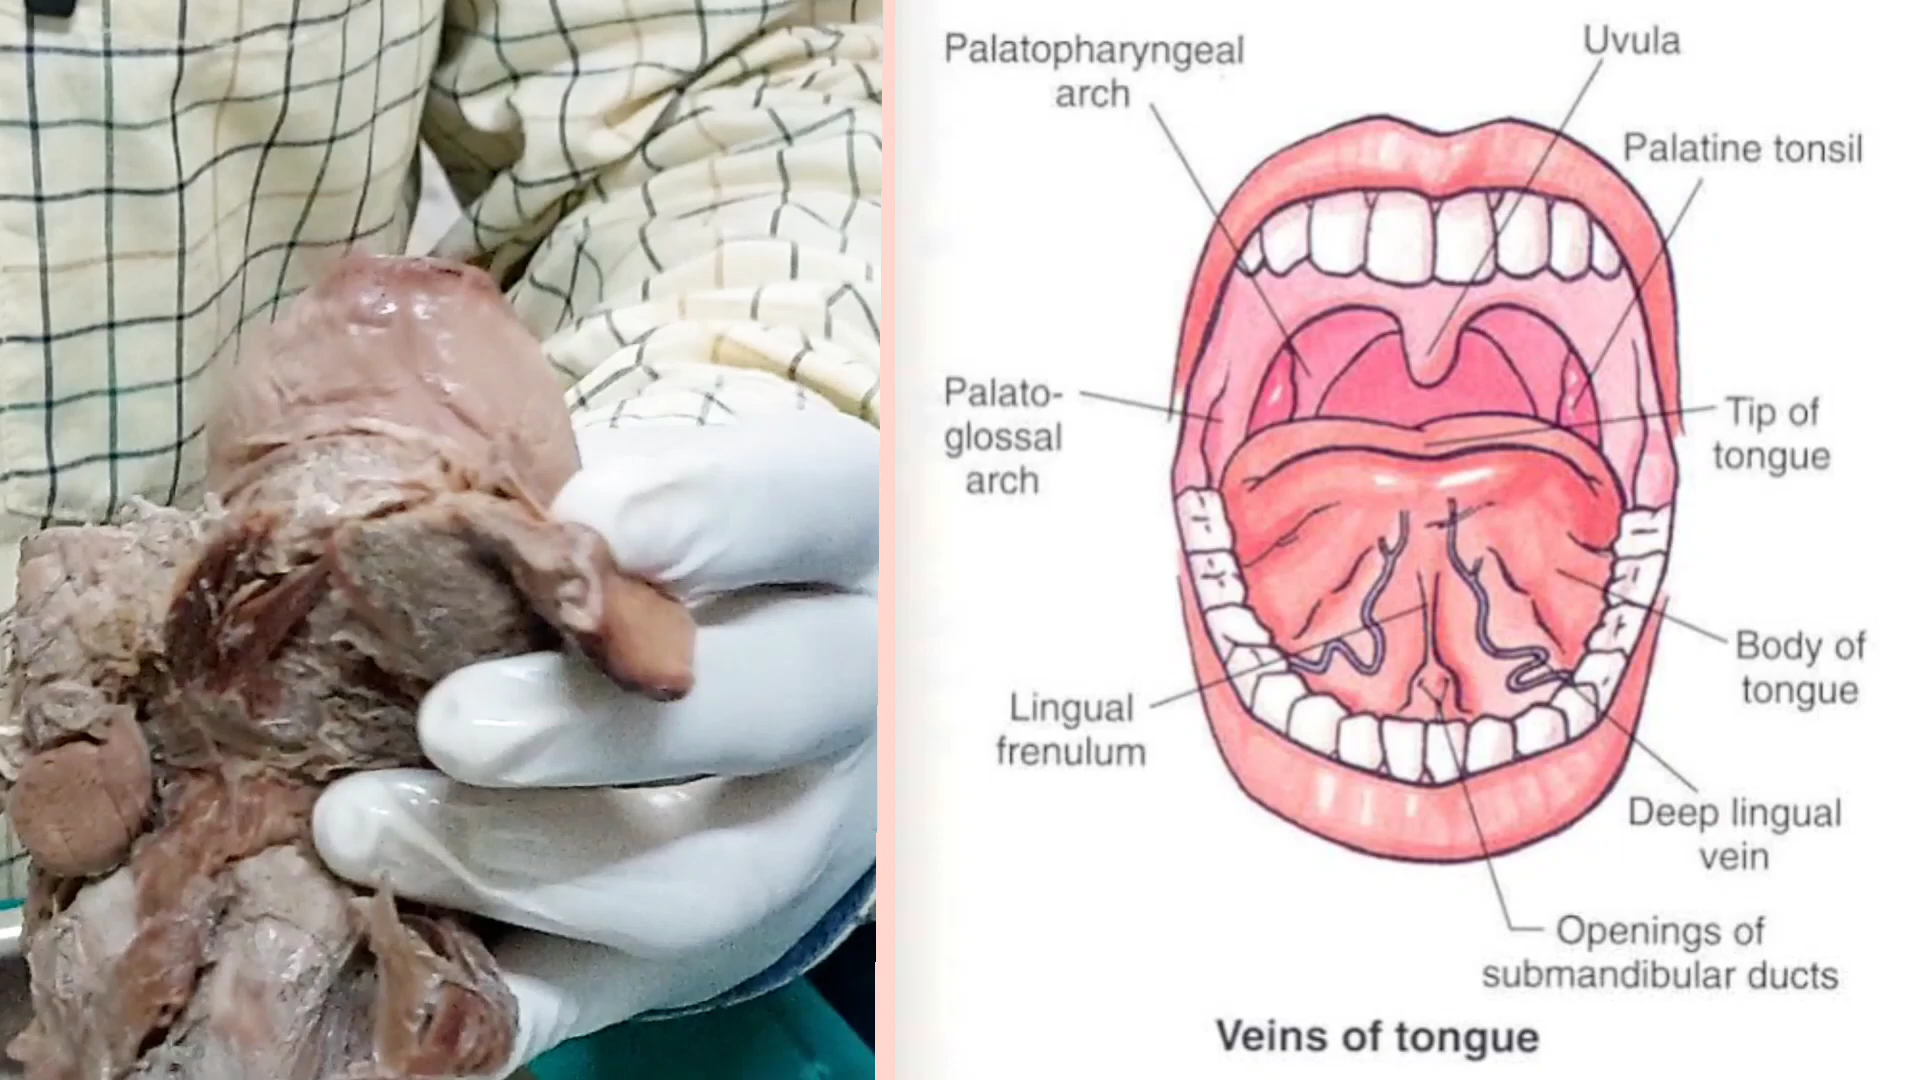 Palatopharyngeal
arch
Uvula
Palatine tonsil
Palato-
glossal
arch
Tip of
tongue
Body of
tongue
Lingual
frenulum
Deep lingual
vein
Openings of
submandibular ducts
Veins of tongue